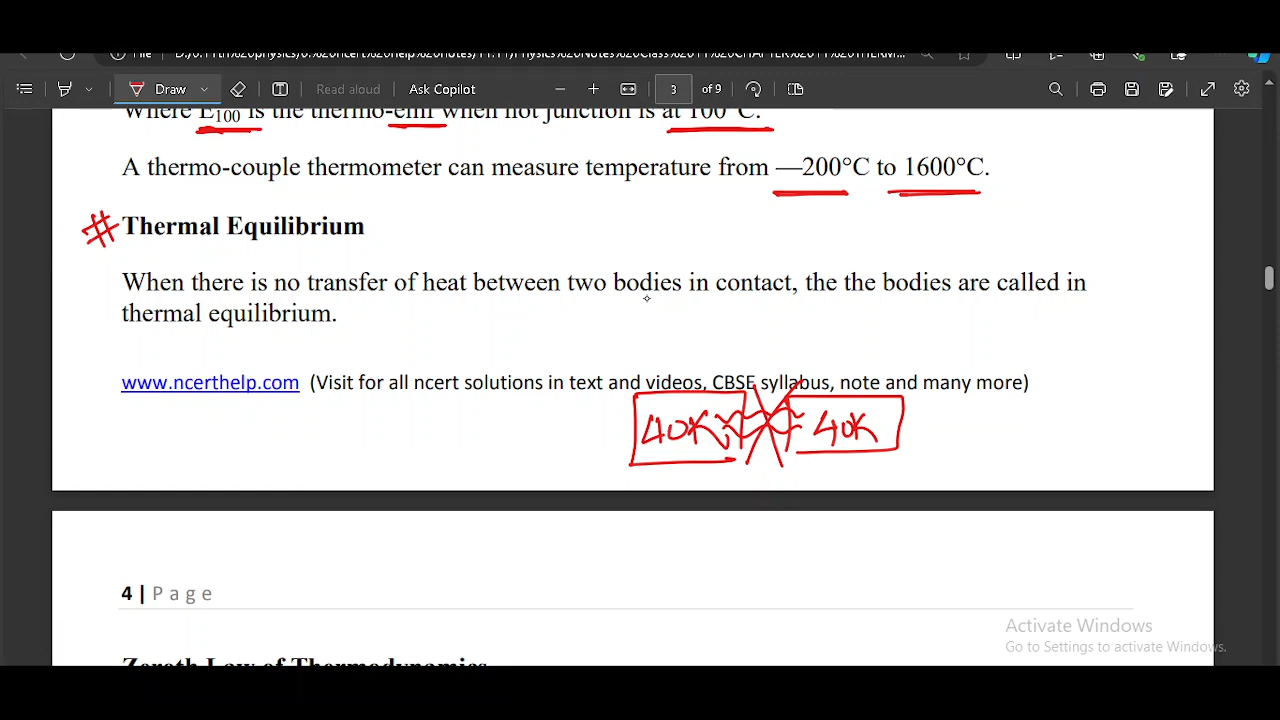 Draw
Read aloud
Ask Copilot
3
of 9
Where E100 is the thermo-emf when hot junction is at 100°C.
A thermo-couple thermometer can measure temperature from —200°C to 1600°C.
# Thermal Equilibrium
When there is no transfer of heat between two bodies in contact, the the bodies are called in
thermal equilibrium.
www.ncerthelp.com (Visit for all ncert solutions in text and videos, CBSE syllabus, note and many more)
40K 40K
4 | Page
Activate Windows
Go to Settings to activate Windows.
Zeroth Law of Thermodynamics